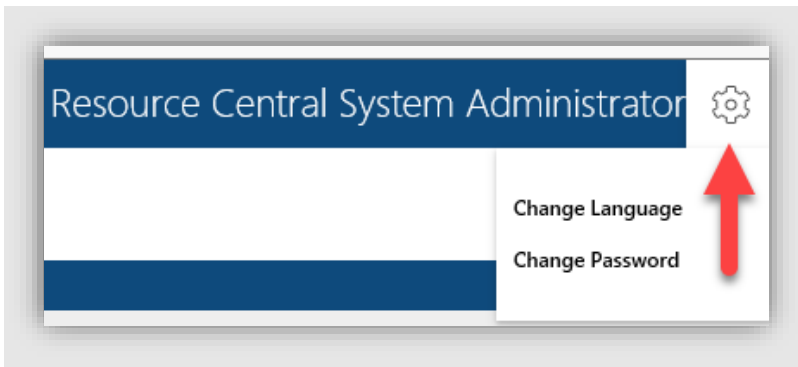 Resource Central System Administrator
Change Language
Change Password